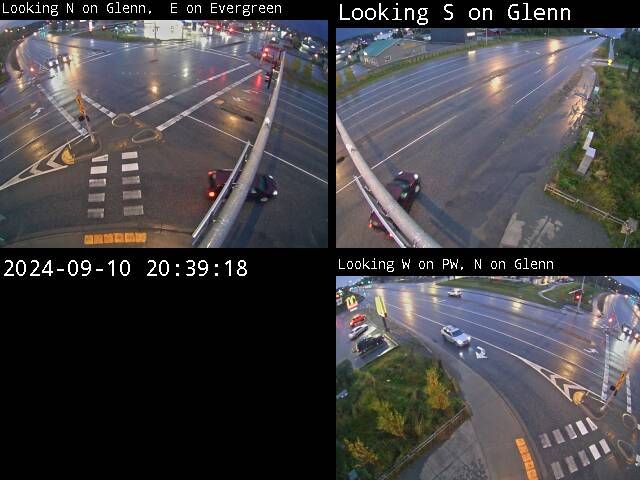 Looking N on Glenn,  E on Evergreen
Looking S on Glenn
2024-09-10 20:39:18
Looking W on PW, N on Glenn